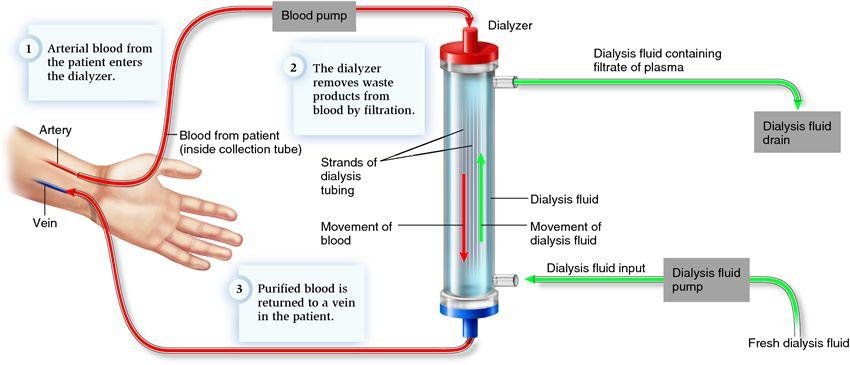 Blood pump
Dialyzer
1 Arterial blood from
the patient enters
the dialyzer.
2 The dialyzer
removes waste
products from
blood by filtration.
Dialysis fluid containing
filtrate of plasma
Dialysis fluid
drain
Artery
Blood from patient
(inside collection tube)
Strands of
dialysis
tubing
Dialysis fluid
Vein
Movement of
blood
Movement of
dialysis fluid
3 Purified blood is
returned to a vein
in the patient.
Dialysis fluid input
Dialysis fluid
pump
Fresh dialysis fluid